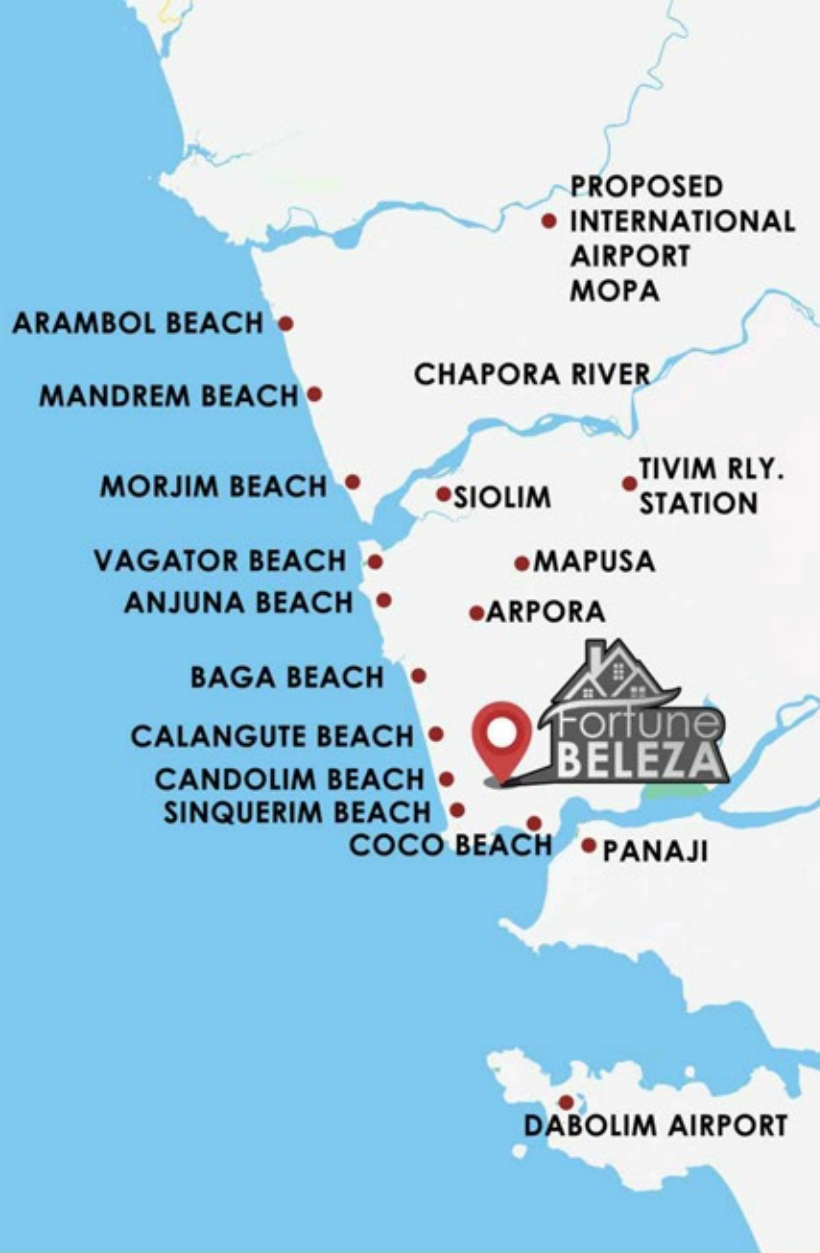 PROPOSED
INTERNATIONAL
AIRPORT
MOPA
ARAMBOL BEACH
CHAPORA RIVER
MANDREM BEACH
TIVIM RLY.
STATION
MORJIM BEACH
SIOLIM
VAGATOR BEACH
MAPUSA
ANJUNA BEACH
ARPORA
BAGA BEACH
Fortune
BELEZA
CALANGUTE BEACH
CANDOLIM BEACH
SINQUERIM BEACH
COCO BEACH
PANAJI
DABOLIM AIRPORT